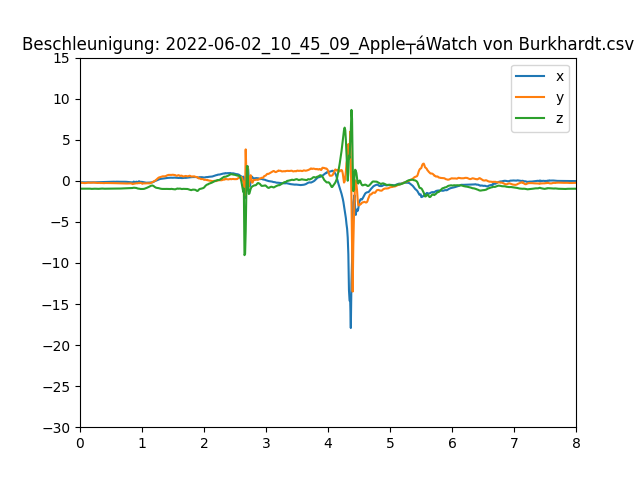 Beschleunigung: 2022-06-02_10_45_09_Apple┬áWatch von Burkhardt.csv
15
x
y
z
10
5
0
−5
−10
−15
−20
−25
−30
0 1 2 3 4 5 6 7 8